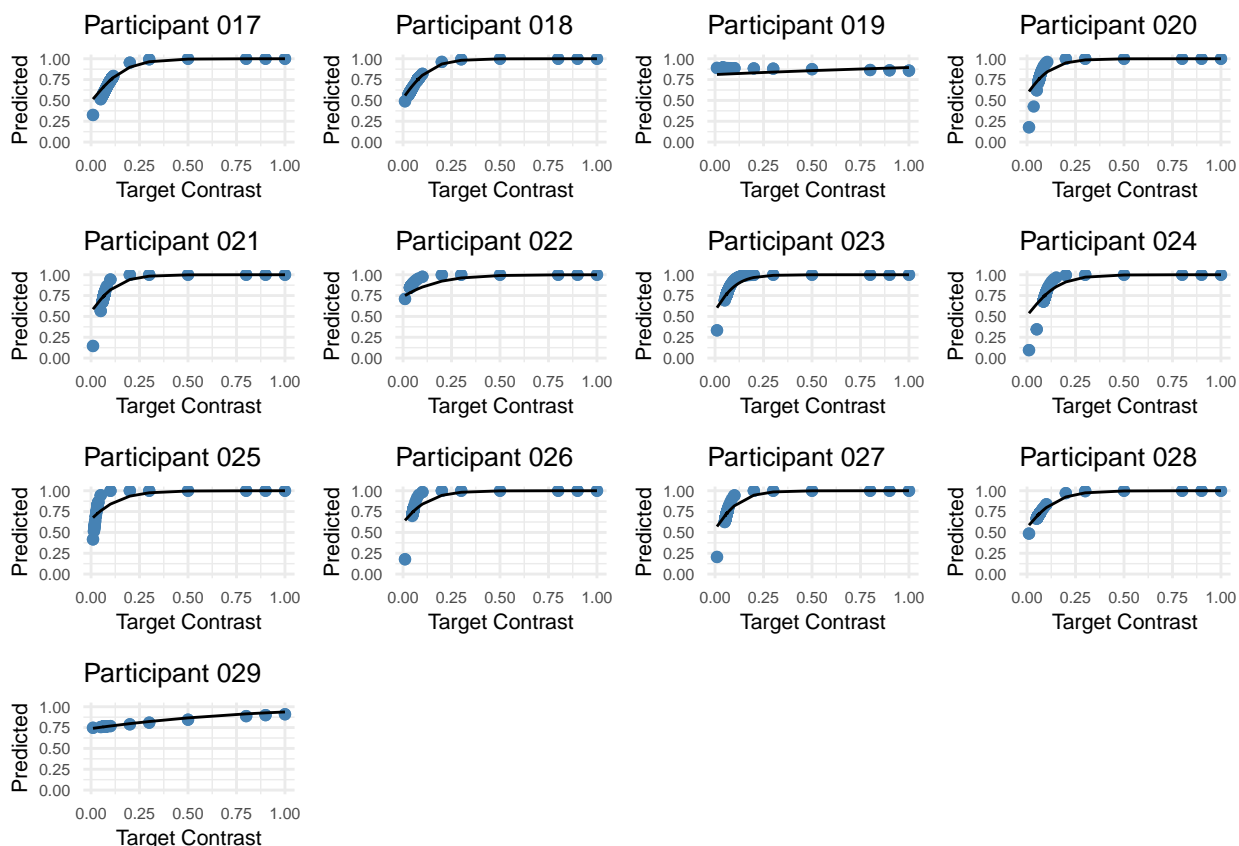 Participant 017 Participant 018 Participant 019 Participant 020
1.00 1.00 1.00 1.00
0.75 0.75 0.75 0.75
0.50 0.50 0.50 0.50
0.25 0.25 0.25 0.25
0.00 0.00 0.00 0.00
Predicted Predicted Predicted Predicted
0.00 0.25 0.50 0.75 1.00 0.00 0.25 0.50 0.75 1.00 0.00 0.25 0.50 0.75 1.00 0.00 0.25 0.50 0.75 1.00
Target Contrast Target Contrast Target Contrast Target Contrast
Participant 021 Participant 022 Participant 023 Participant 024
1.00 1.00 1.00 1.00
0.75 0.75 0.75 0.75
0.50 0.50 0.50 0.50
0.25 0.25 0.25 0.25
0.00 0.00 0.00 0.00
Predicted Predicted Predicted Predicted
0.00 0.25 0.50 0.75 1.00 0.00 0.25 0.50 0.75 1.00 0.00 0.25 0.50 0.75 1.00 0.00 0.25 0.50 0.75 1.00
Target Contrast Target Contrast Target Contrast Target Contrast
Participant 025 Participant 026 Participant 027 Participant 028
1.00 1.00 1.00 1.00
0.75 0.75 0.75 0.75
0.50 0.50 0.50 0.50
0.25 0.25 0.25 0.25
0.00 0.00 0.00 0.00
Predicted Predicted Predicted Predicted
0.00 0.25 0.50 0.75 1.00 0.00 0.25 0.50 0.75 1.00 0.00 0.25 0.50 0.75 1.00 0.00 0.25 0.50 0.75 1.00
Target Contrast Target Contrast Target Contrast Target Contrast
Participant 029
1.00
0.75
0.50
0.25
0.00
Predicted
0.00 0.25 0.50 0.75 1.00
Target Contrast